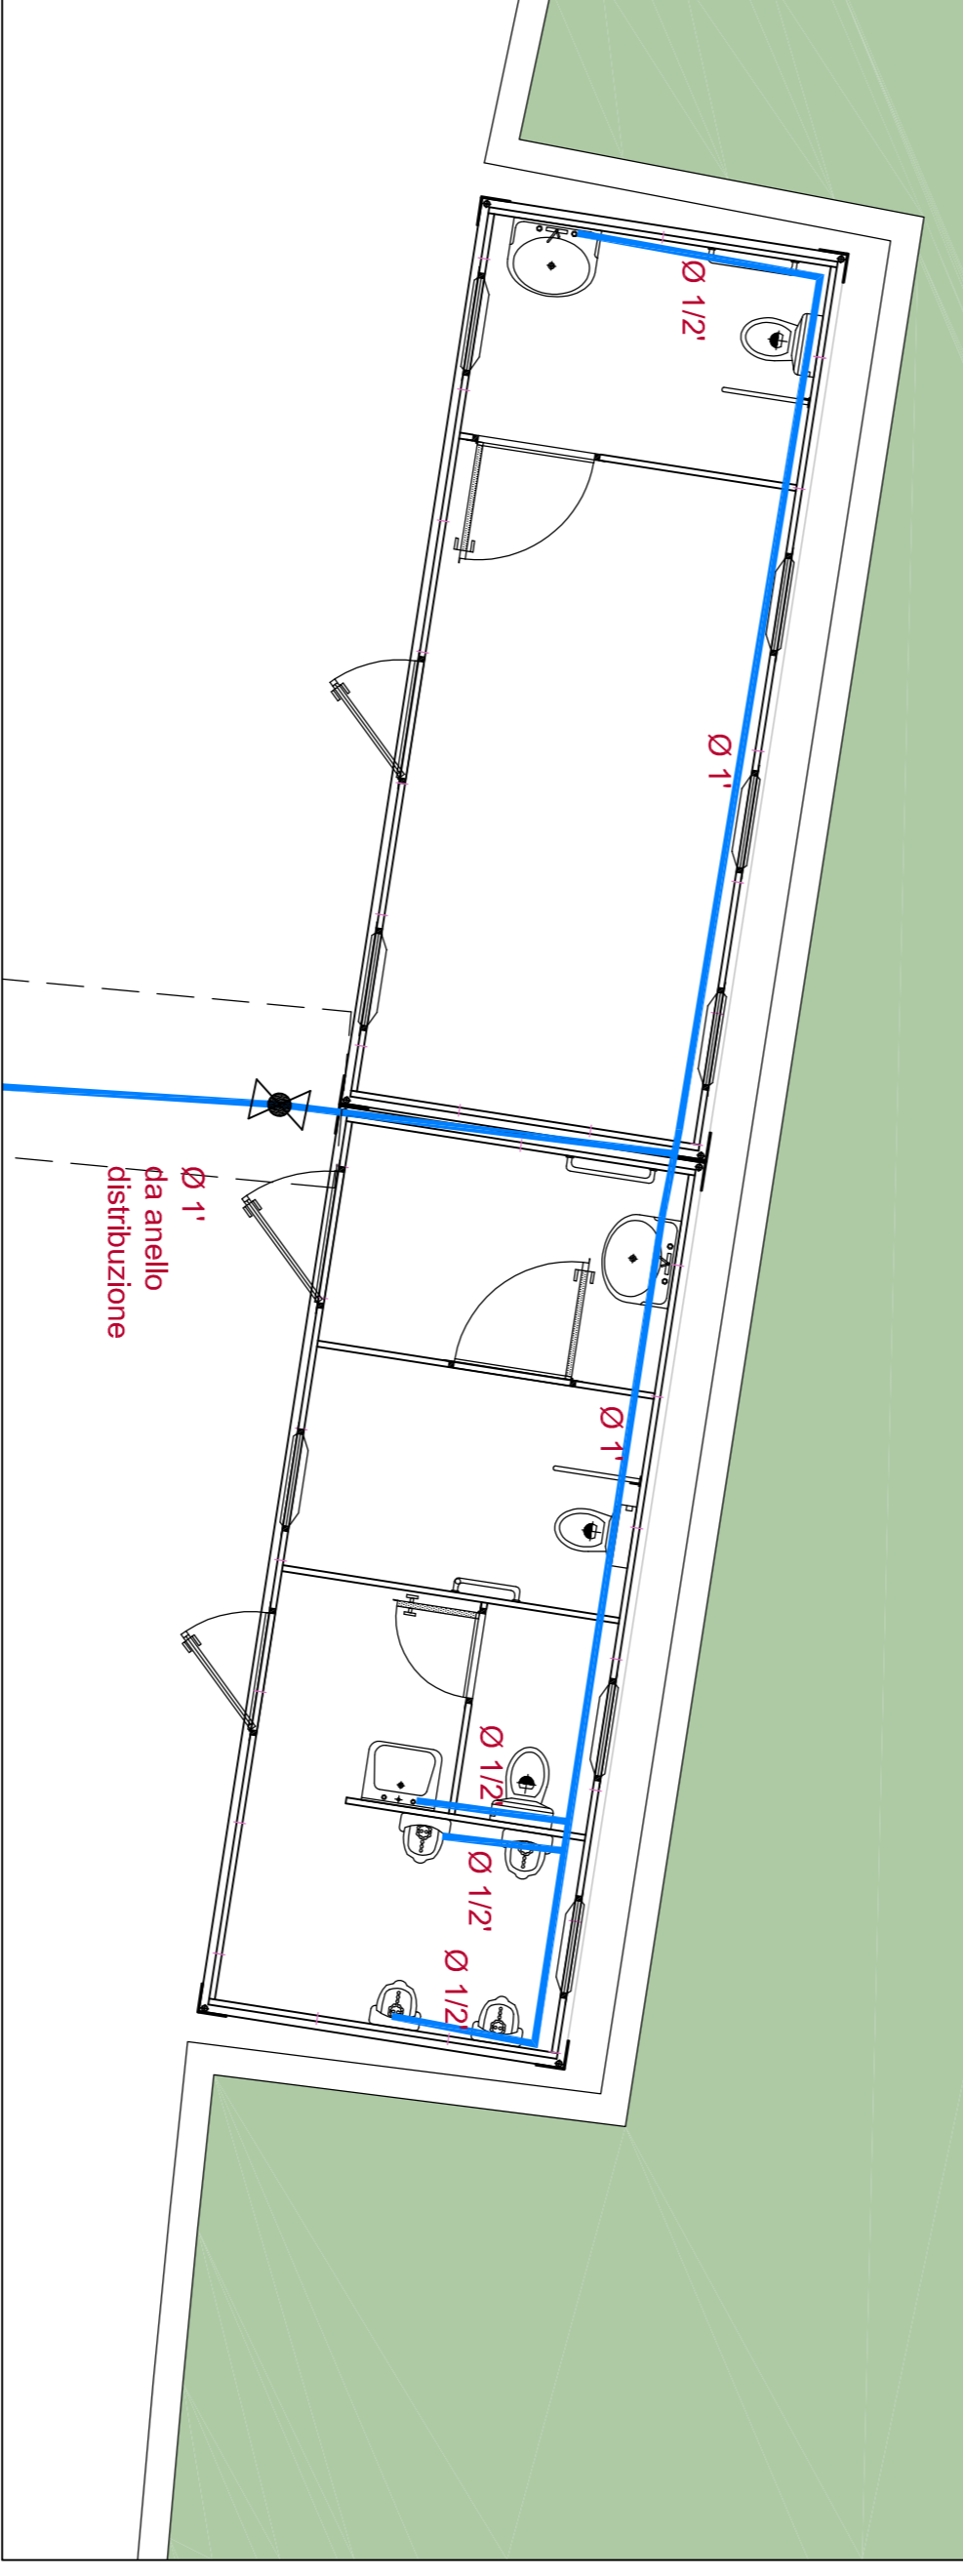 Ø 1/2'
Ø 1'
Ø 1'
da anello
distribuzione
Ø 1'
Ø 1/2'
Ø 1/2'
Ø 1/2'